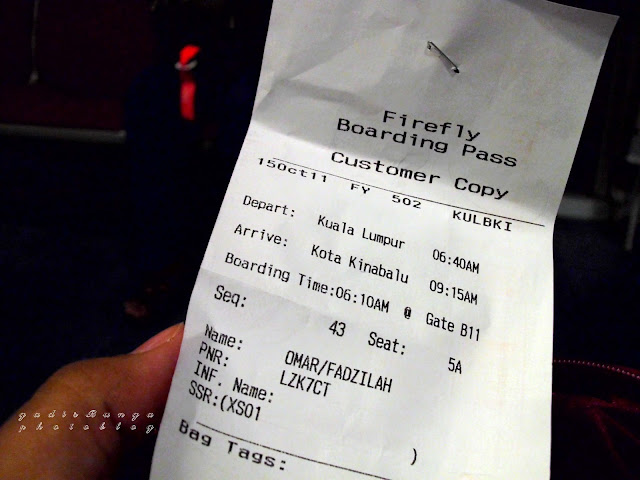 Firefly
Boarding Pass
Customer Copy
15Oct11 FY 502 KULBKI
Depart: Kuala Lumpur 06:40AM
Arrive: Kota Kinabalu 09:15AM
Boarding Time:06:10AM @ Gate B11
Seq: 43 Seat: 5A
Name: OMAR/FADZILAH
PNR: LZK7CT
INF. Name:
SSR:(XS01 )
Bag Tags:
gadisBunga
photoblog